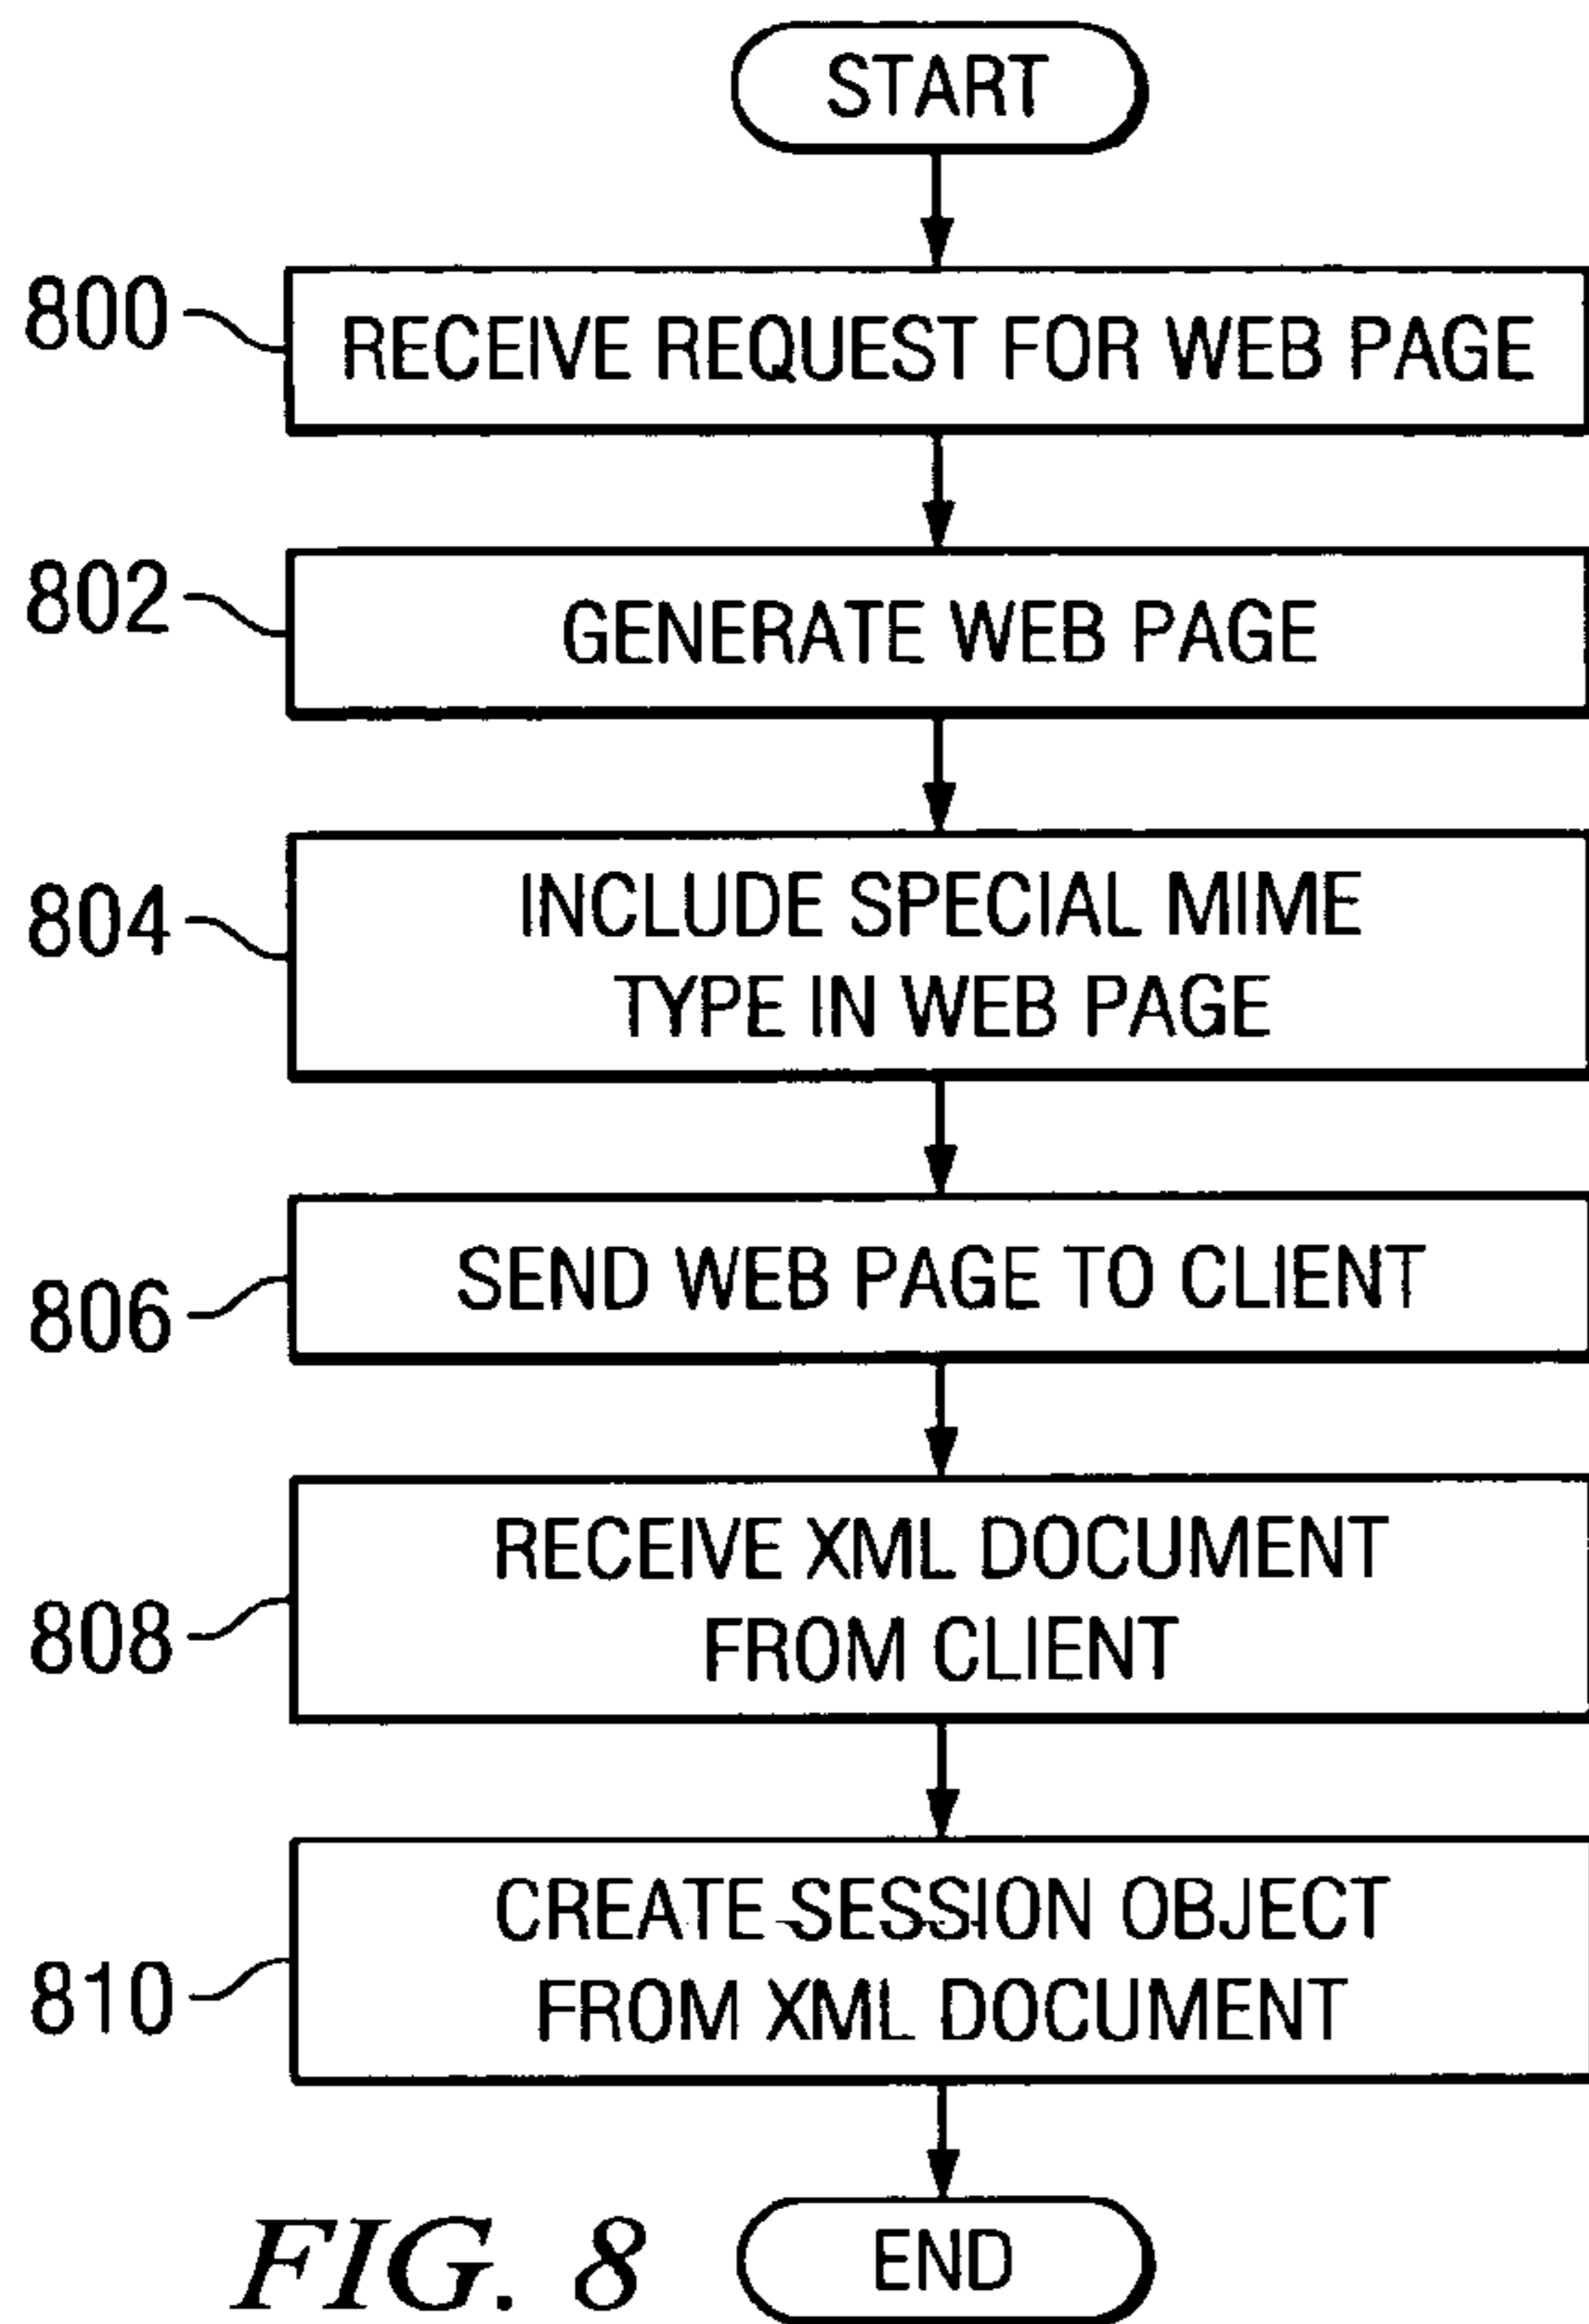 START
800
RECEIVE REQUEST FOR WEB PAGE
802
GENERATE WEB PAGE
804
INCLUDE SPECIAL MIME
TYPE IN WEB PAGE
806
SEND WEB PAGE TO CLIENT
808
RECEIVE XML DOCUMENT
FROM CLIENT
810
CREATE SESSION OBJECT
FROM XML DOCUMENT
END
FIG. 8